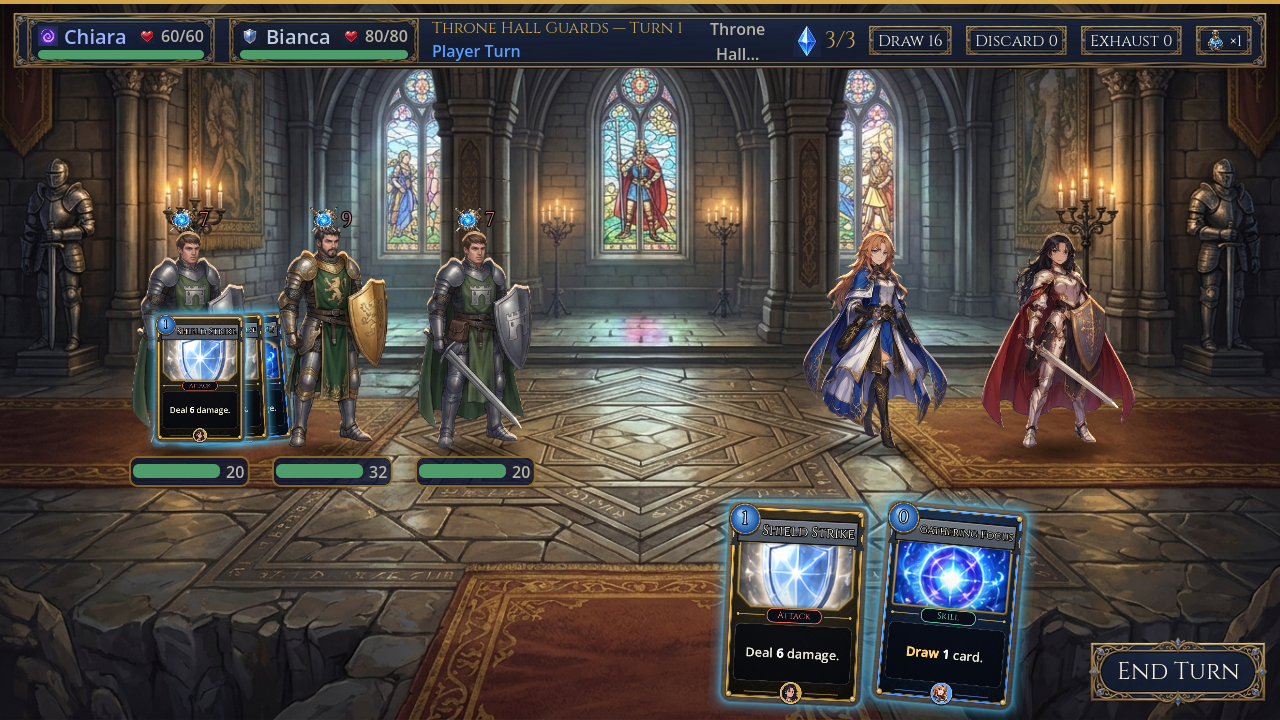 Chiara 60/60
Bianca 80/80
Throne Hall Guards — Turn 1
Player Turn
Throne
Hall...
3/3
Draw 16
Discard 0
Exhaust 0
×1
7
9
7
1
Shield Strike
Attack
Deal 6 damage.
20
32
20
1
Shield Strike
Attack
Deal 6 damage.
0
Gathering Focus
Skill
Draw 1 card.
End Turn